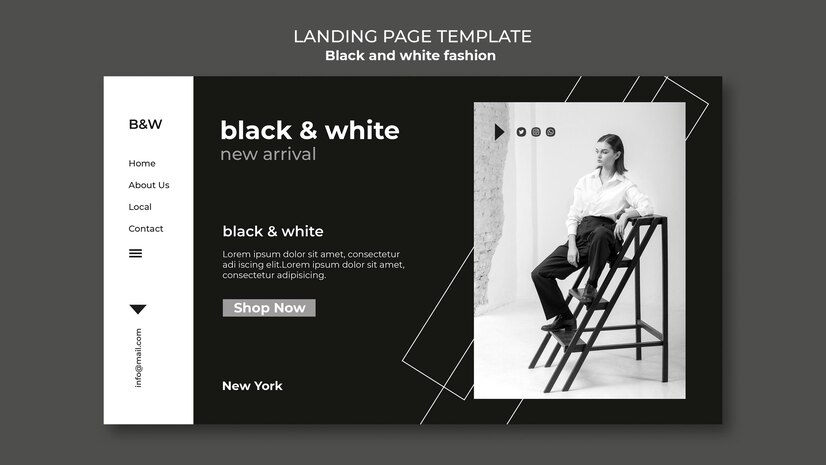 LANDING PAGE TEMPLATE
Black and white fashion
B&W
Home
About Us
Local
Contact
info@mail.com
black & white
new arrival
black & white
Lorem ipsum dolor sit amet, consectetur
adi iscing elit.Lorem ipsum dolor sit amet,
consectetur adipisicing.
Shop Now
New York